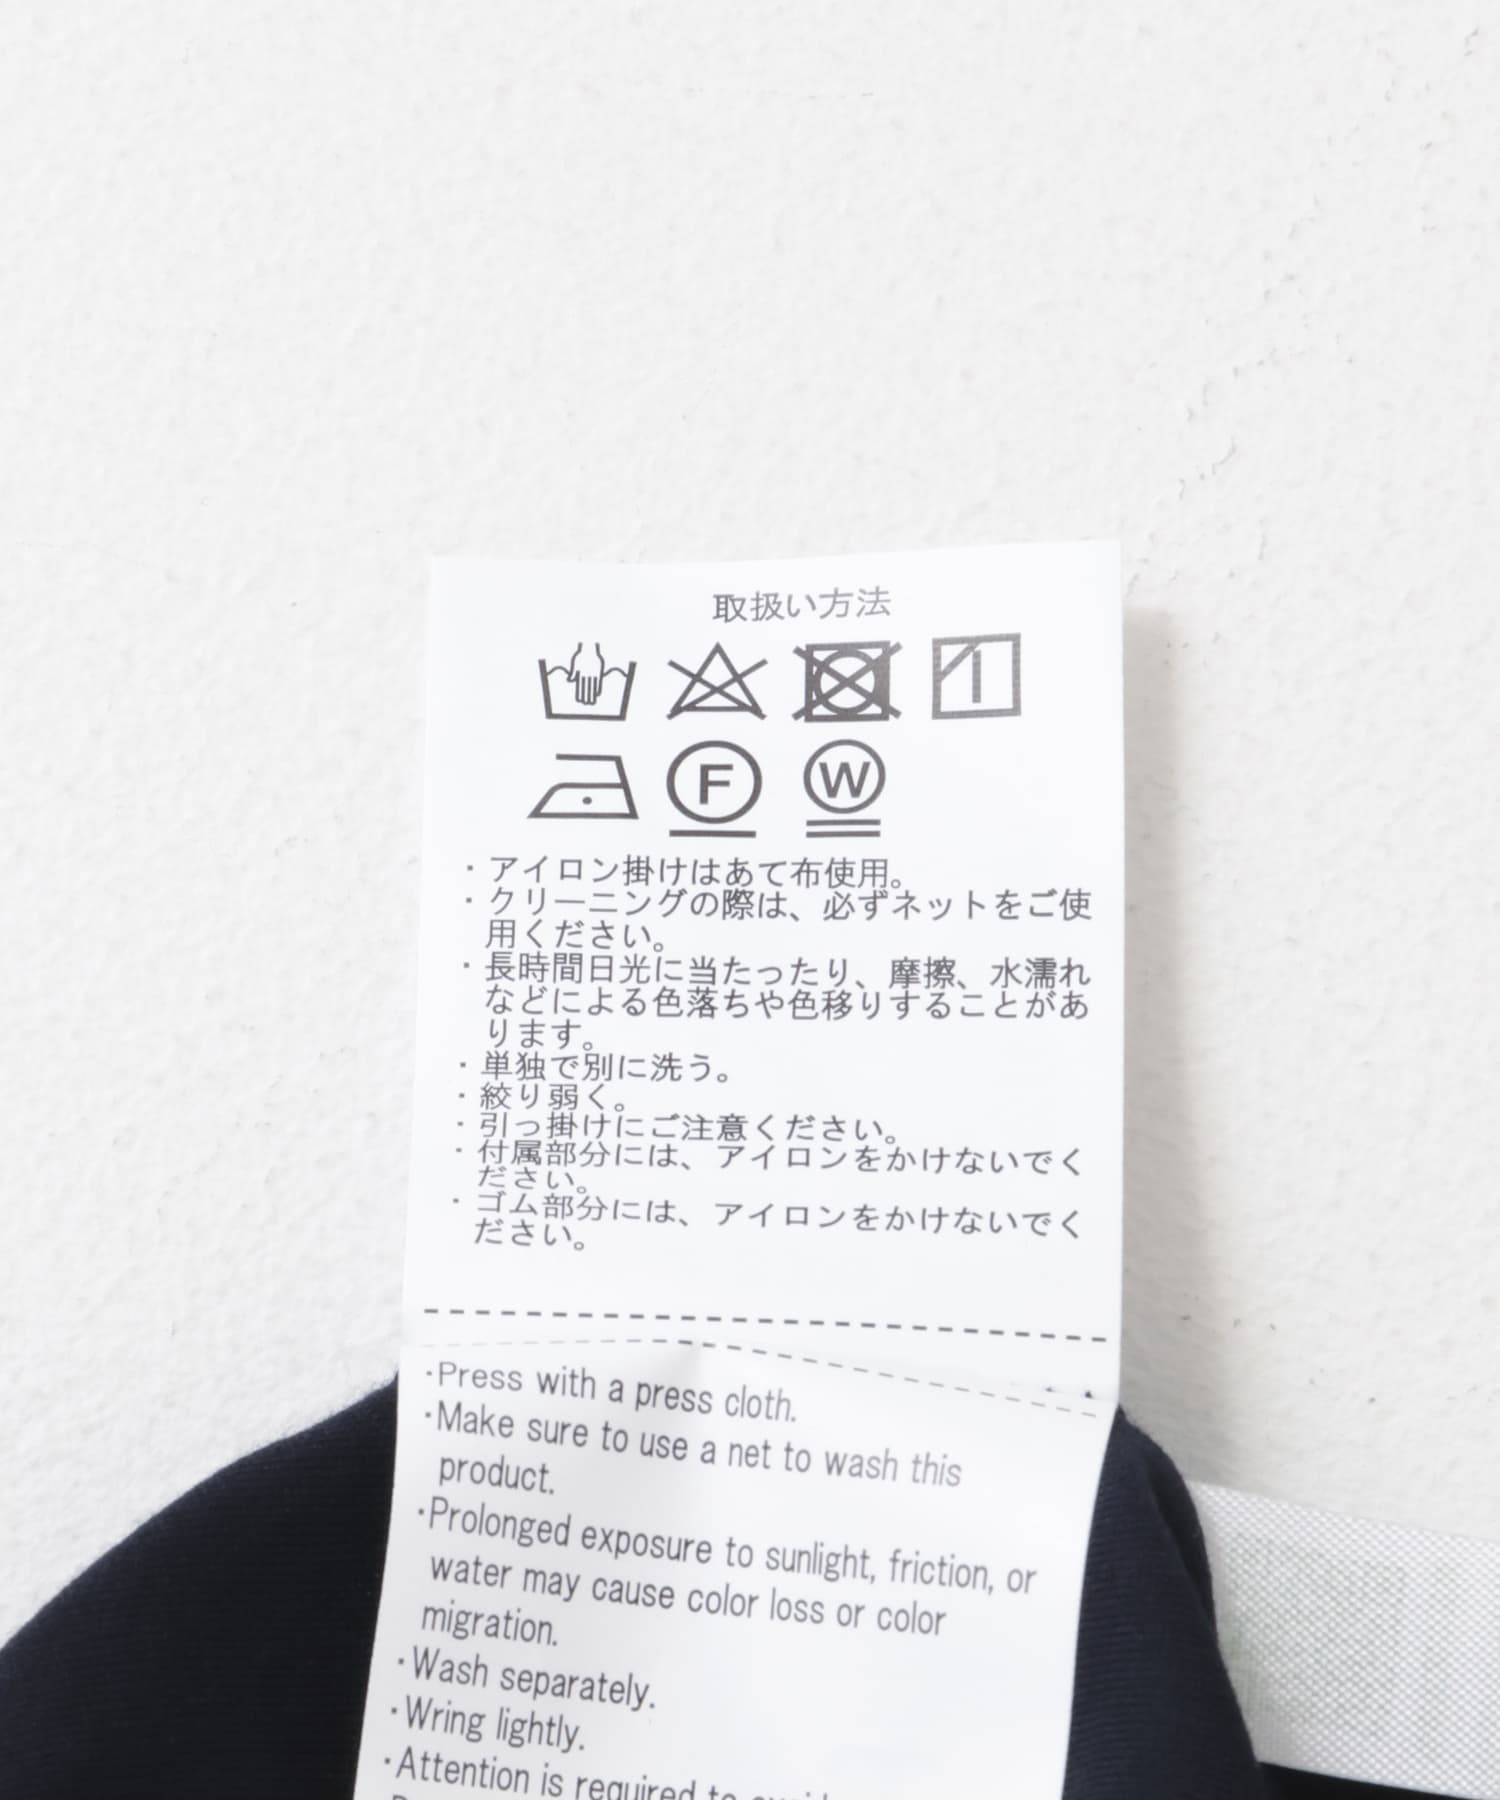 取扱い方法
F W
・アイロン掛けはあて布使用。
・クリーニングの際は、必ずネットをご使
用ください。
・長時間日光に当たったり、摩擦、水濡れ
などによる色落ちや色移りすることがあ
ります。
・単独で別に洗う。
・絞り弱く。
・引っ掛けにご注意ください。
・付属部分には、アイロンをかけないでく
ださい。
・ゴム部分には、アイロンをかけないでく
ださい。
・Press with a press cloth.
・Make sure to use a net to wash this
product.
・Prolonged exposure to sunlight, friction, or
water may cause color loss or color
migration.
・Wash separately.
・Wring lightly.
・Attention is required to